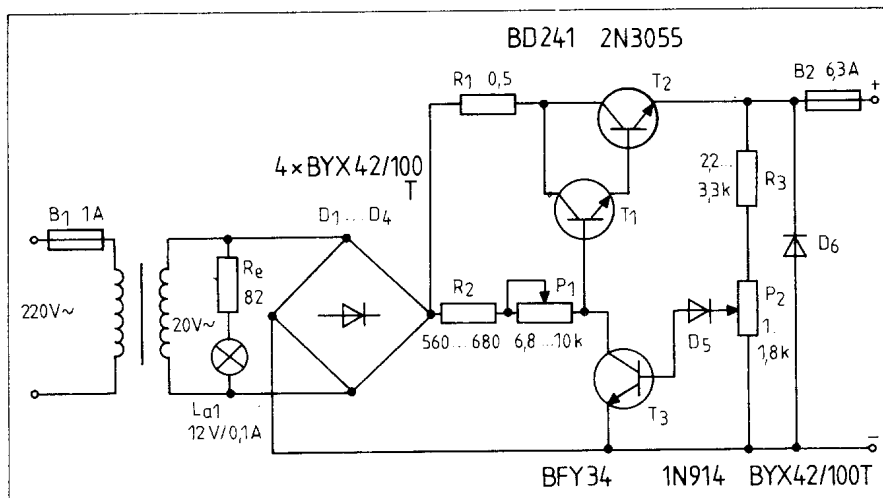 BD241 2N3055
R1 0,5
T2
B2 6,3A
+
4×BYX42/100
T
2,2...
3,3k
R3
T1
B1 1A
D1...D4
D6
Re
82
R2
P1
P2
220V~
20V~
D5
1...
1,8k
560...680
6,8...10k
La1
12V/0,1A
T3
−
BFY34 1N914 BYX42/100T